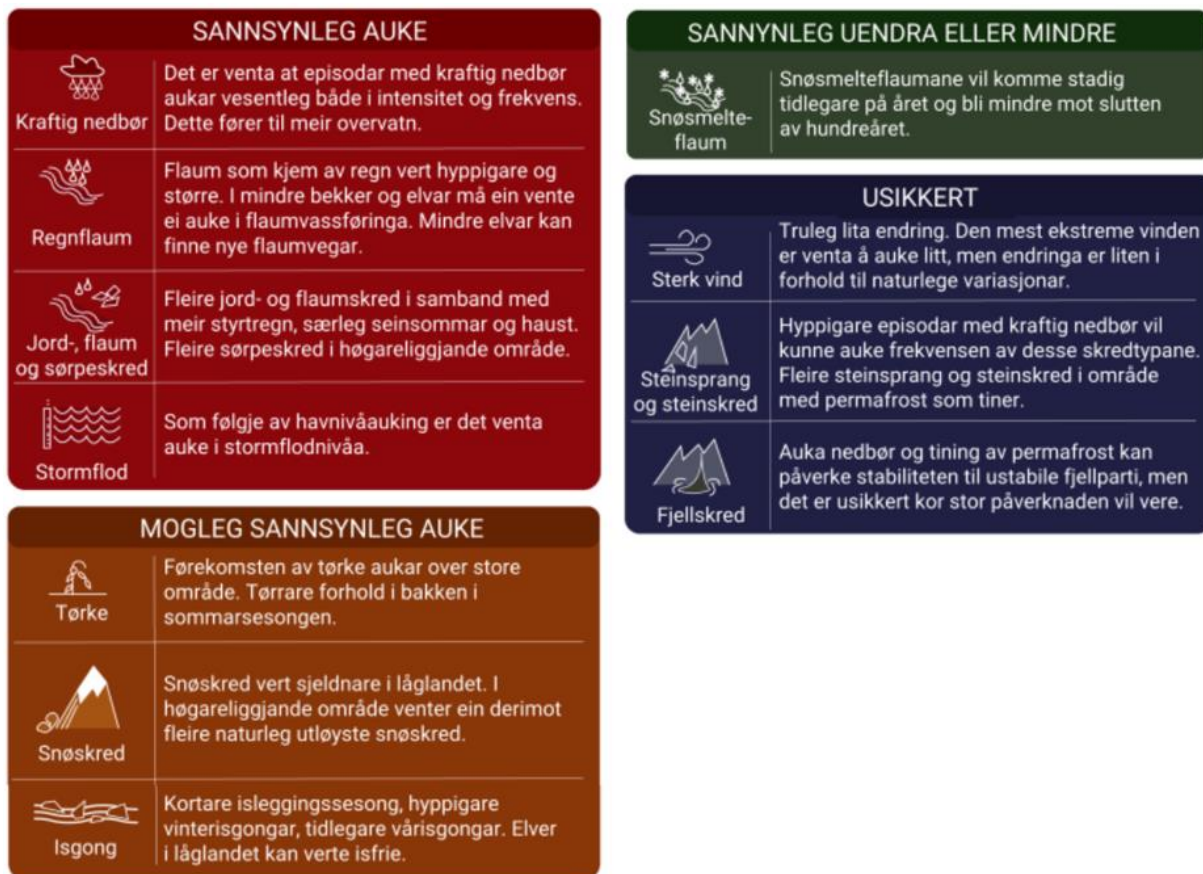 SANNSYNLEG AUKE
Kraftig nedbør
Det er venta at episodar med kraftig nedbør
aukar vesentleg både i intensitet og frekvens.
Dette fører til meir overvatn.
Regnflaum
Flaum som kjem av regn vert hyppigare og
større. I mindre bekker og elvar må ein vente
ei auke i flaumvassføringa. Mindre elvar kan
finne nye flaumvegar.
Jord-, flaum
og sørpeskred
Fleire jord- og flaumskred i samband med
meir styrtregn, særleg seinsommar og haust.
Fleire sørpeskred i høgareliggjande område.
Stormflod
Som følgje av havnivåauking er det venta
auke i stormflodnivåa.
MOGLEG SANNSYNLEG AUKE
Tørke
Førekomsten av tørke aukar over store
område. Tørrare forhold i bakken i
sommarsesongen.
Snøskred
Snøskred vert sjeldnare i låglandet. I
høgareliggjande område venter ein derimot
fleire naturleg utløyste snøskred.
Isgong
Kortare isleggingssesong, hyppigare
vinterisgongar, tidlegare vårisgongar. Elver
i låglandet kan verte isfrie.
SANNYNLEG UENDRA ELLER MINDRE
Snøsmelte-
flaum
Snøsmelteflaumane vil komme stadig
tidlegare på året og bli mindre mot slutten
av hundreåret.
USIKKERT
Sterk vind
Truleg lita endring. Den mest ekstreme vinden
er venta å auke litt, men endringa er liten i
forhold til naturlege variasjonar.
Steinsprang
og steinskred
Hyppigare episodar med kraftig nedbør vil
kunne auke frekvensen av desse skredtypane.
Fleire steinsprang og steinskred i område
med permafrost som tiner.
Fjellskred
Auka nedbør og tining av permafrost kan
påverke stabiliteten til ustabile fjellparti, men
det er usikkert kor stor påverknaden vil vere.